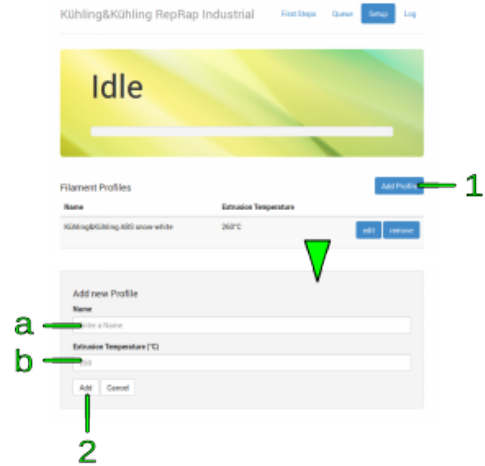 Kühling&Kühling RepRap Industrial First Steps Queue Setup Log
Idle
Filament Profiles Add Profile 1
Name Extrusion Temperature
Kühling&Kühling ABS snow-white 260°C edit remove
Add new Profile
Name
a Enter a Name
Extrusion Temperature (°C)
b 260
Add Cancel
2